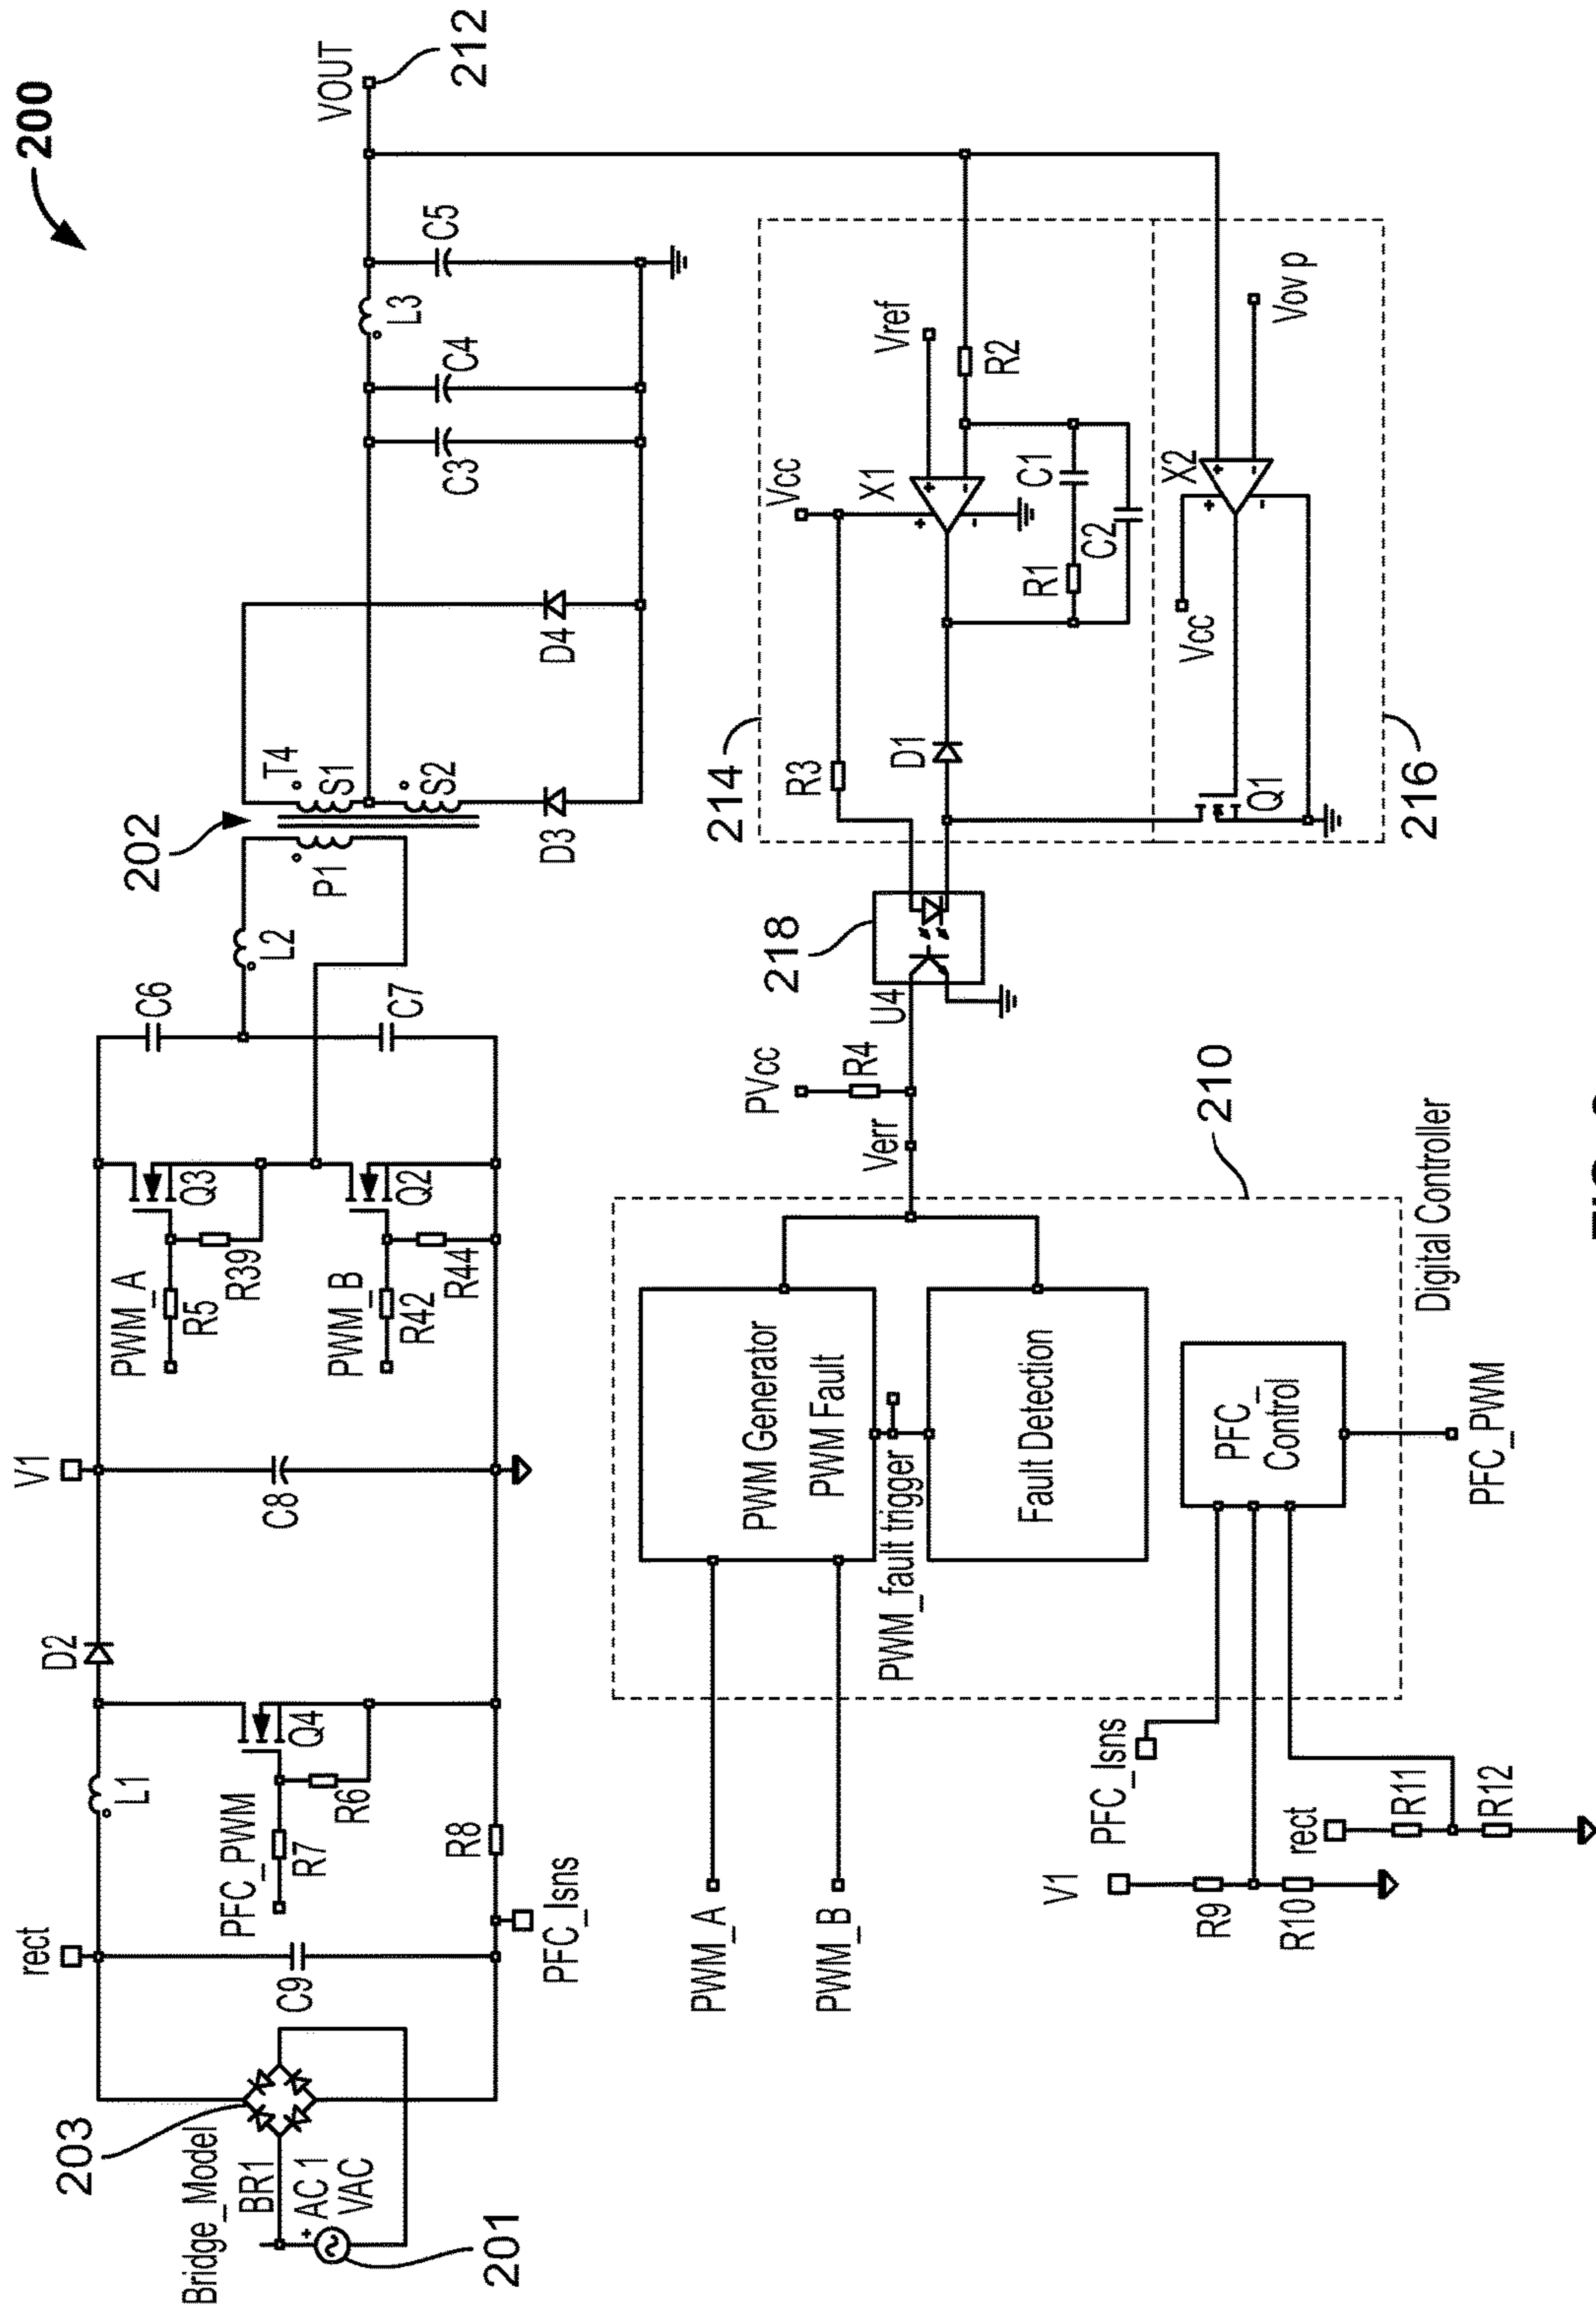 200
VOUT
212
C5
L3
C4
C3
D4
T4
S1
S2
D3
202
P1
L2
C6
C7
Q3
Q2
R39
R44
PWM_A
R5
PWM_B
R42
V1
C8
D2
L1
Q4
R6
PFC_PWM
R7
R8
PFC_Isns
rect
C9
203
Bridge_Model
BR1
AC1
VAC
201
214
Vcc
X1
Vref
R2
C1
R1
C2
R3
D1
X2
Vov p
Vcc
Q1
216
218
U4
PVcc
R4
Verr
210
Digital Controller
PWM Generator
PWM Fault
PWM_fault trigger
Fault Detection
PFC_
Control
PFC_PWM
PWM_A
PWM_B
PFC_Isns
V1
R9
R10
rect
R11
R12